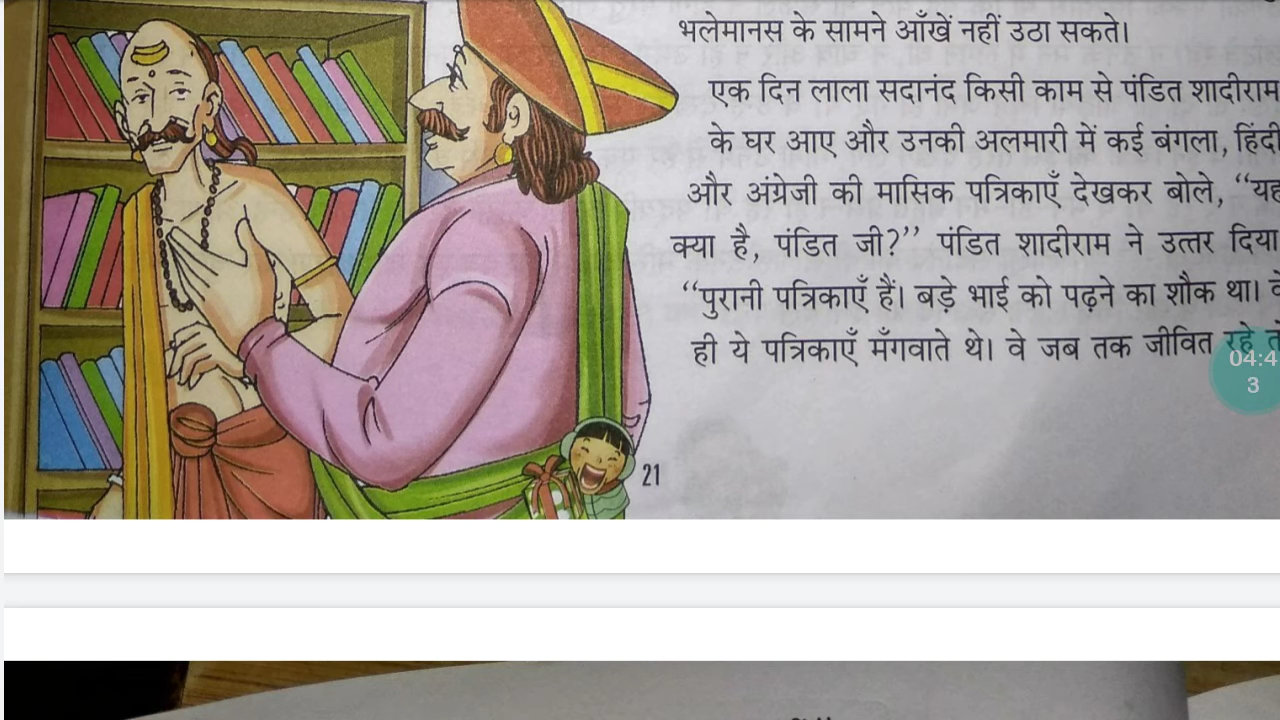 भलेमानस के सामने आँखें नहीं उठा सकते।
एक दिन लाला सदानंद किसी काम से पंडित शादीराम
के घर आए और उनकी अलमारी में कई बंगला, हिंदी
और अंग्रेजी की मासिक पत्रिकाएँ देखकर बोले, “यह
क्या है, पंडित जी?” पंडित शादीराम ने उत्तर दिया
“पुरानी पत्रिकाएँ हैं। बड़े भाई को पढ़ने का शौक था।
ही ये पत्रिकाएँ मँगवाते थे। वे जब तक जीवित रहे
04:4
3
21